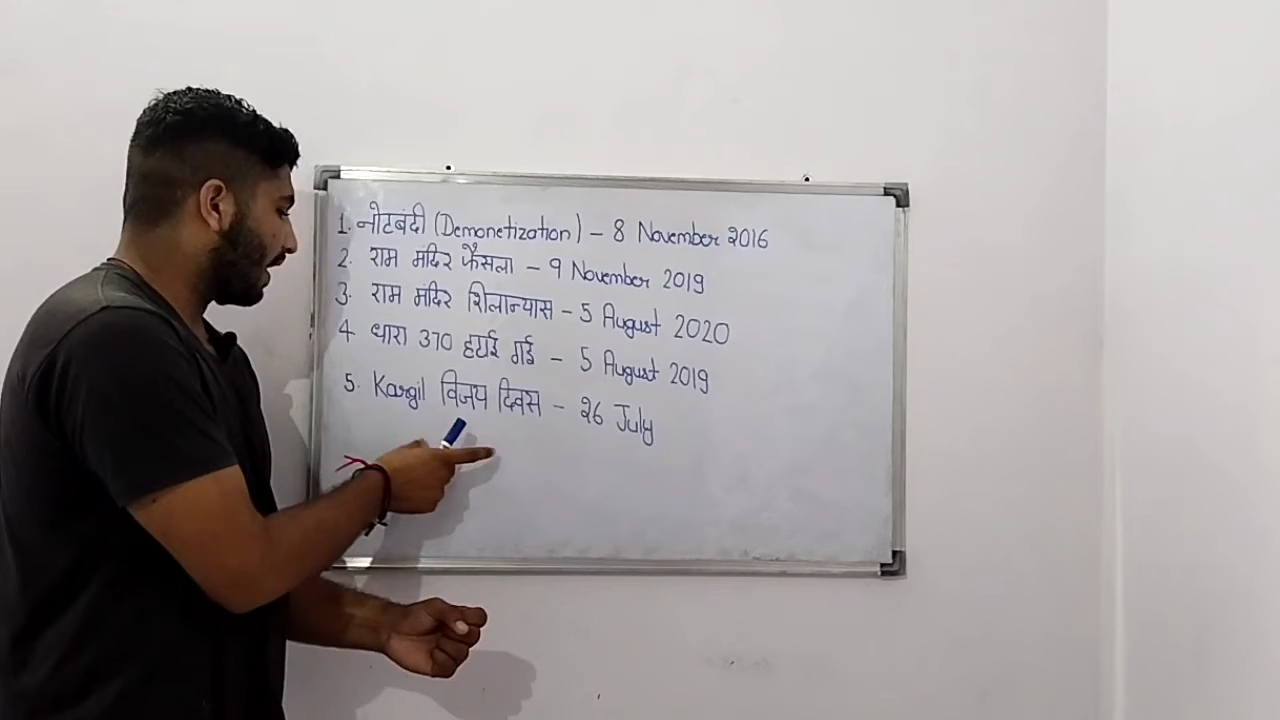 1. नोटबंदी (Demonetization) – 8 November 2016
2. राम मंदिर फैसला – 9 November 2019
3. राम मंदिर शिलान्यास – 5 August 2020
4 धारा 370 हटाई गई – 5 August 2019
5. Kargil विजय दिवस – 26 July